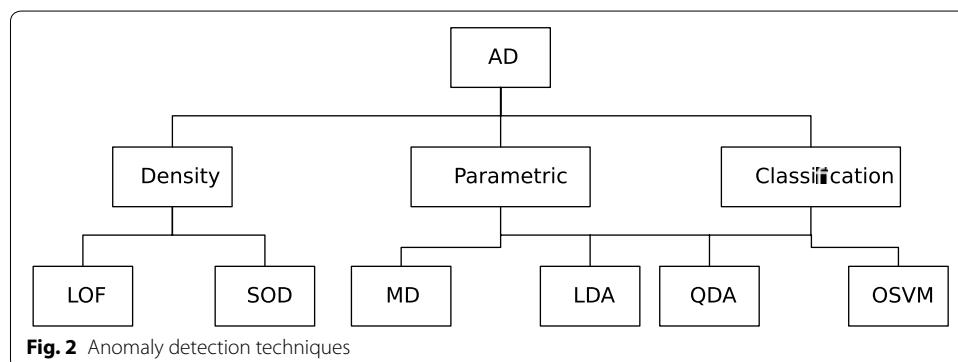 AD
Density Parametric Classification
LOF SOD MD LDA QDA OSVM
Fig. 2 Anomaly detection techniques